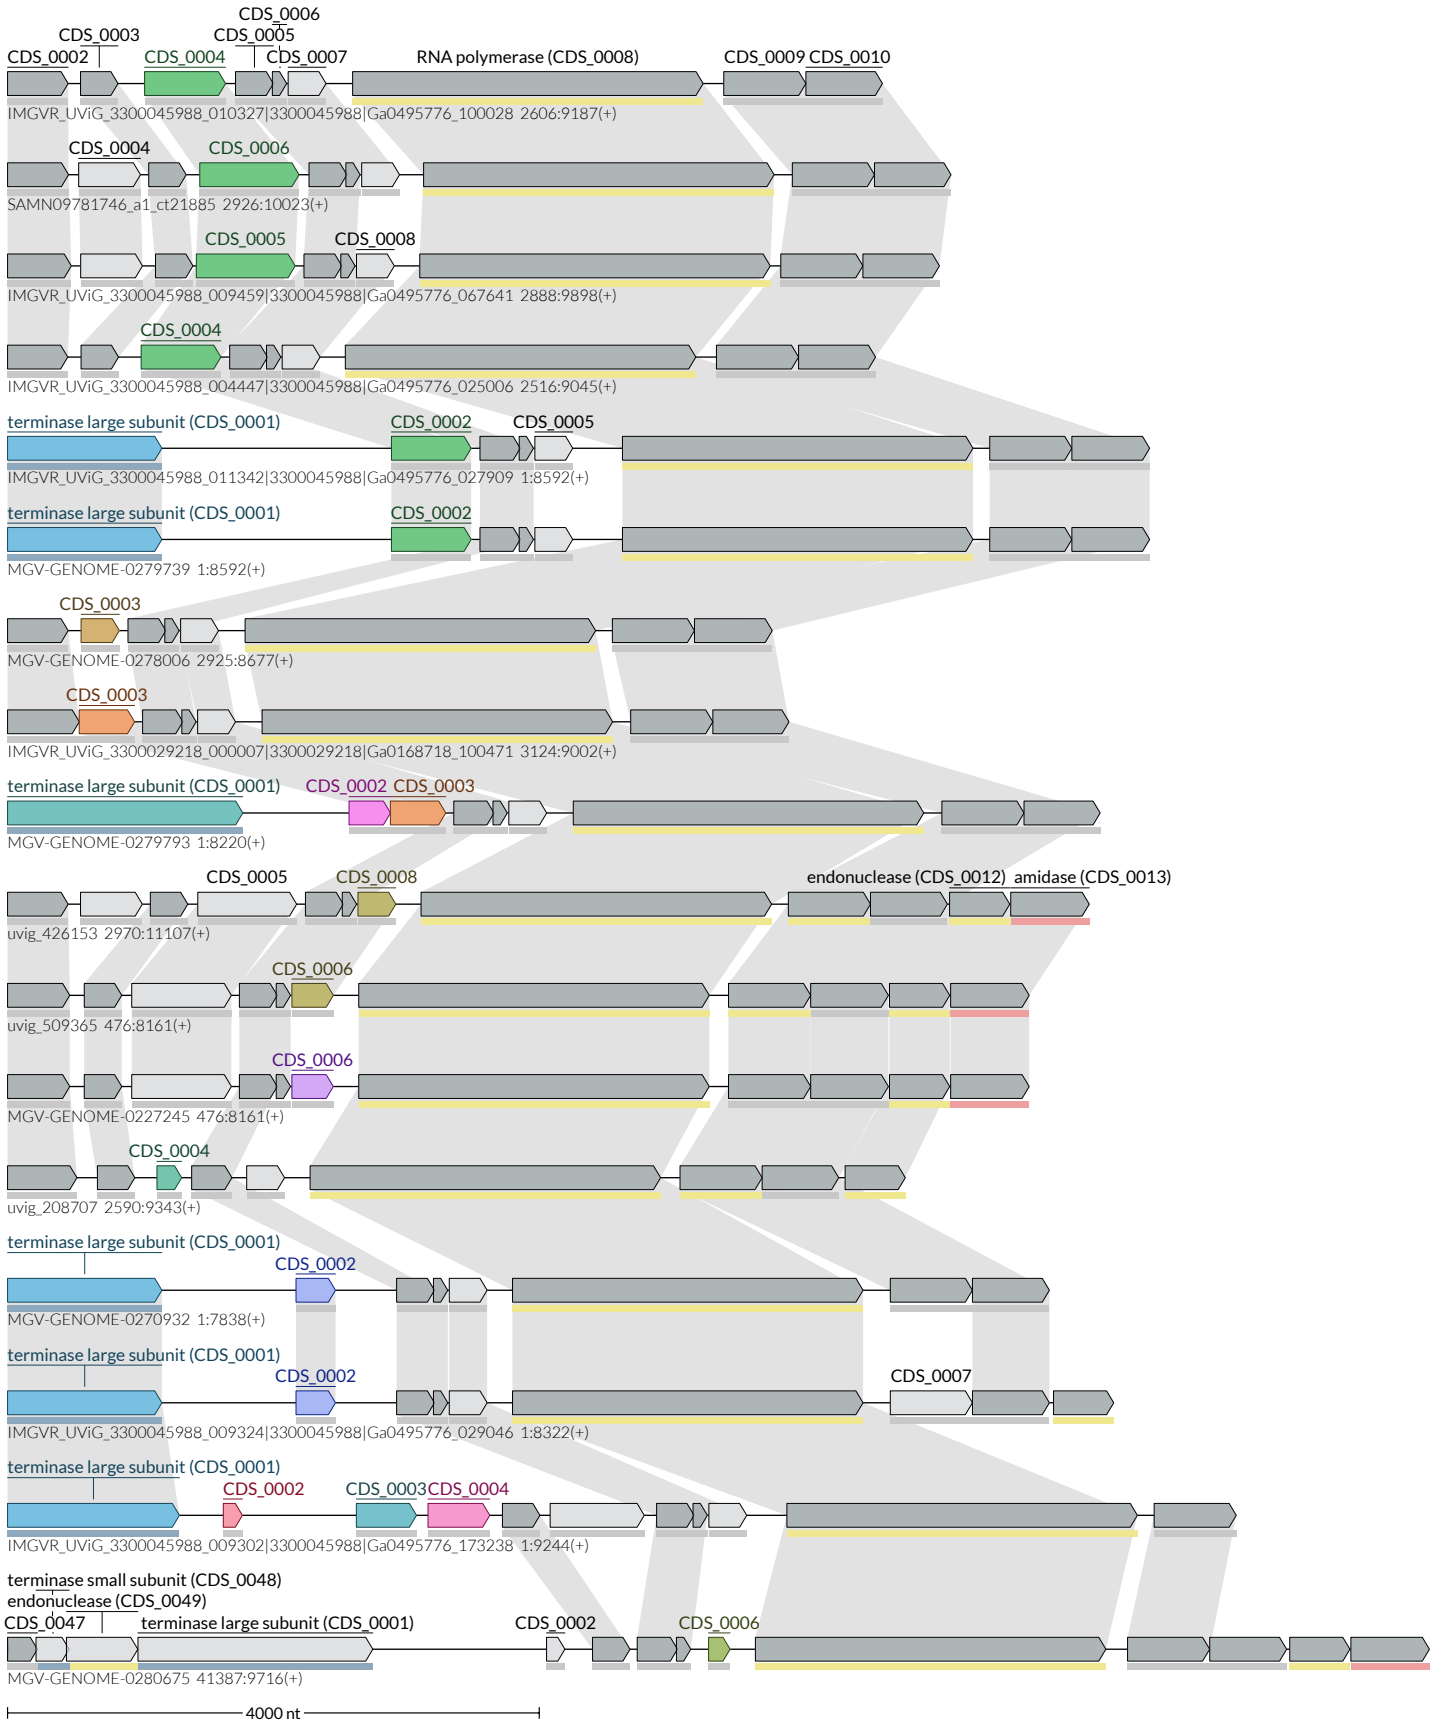 CDS_0006
CDS_0003 CDS_0005
CDS_0002 CDS_0004 CDS_0007 RNA polymerase (CDS_0008) CDS_0009 CDS_0010
IMGVR_UViG_3300045988_010327|3300045988|Ga0495776_100028 2606:9187(+)
CDS_0004 CDS_0006
SAMN09781746_a1_ct21885 2926:10023(+)
CDS_0005 CDS_0008
IMGVR_UViG_3300045988_009459|3300045988|Ga0495776_067641 2888:9898(+)
CDS_0004
IMGVR_UViG_3300045988_004447|3300045988|Ga0495776_025006 2516:9045(+)
terminase large subunit (CDS_0001) CDS_0002 CDS_0005
IMGVR_UViG_3300045988_011342|3300045988|Ga0495776_027909 1:8592(+)
terminase large subunit (CDS_0001) CDS_0002
MGV-GENOME-0279739 1:8592(+)
CDS_0003
MGV-GENOME-0278006 2925:8677(+)
CDS_0003
IMGVR_UViG_3300029218_000007|3300029218|Ga0168718_100471 3124:9002(+)
terminase large subunit (CDS_0001) CDS_0002 CDS_0003
MGV-GENOME-0279793 1:8220(+)
CDS_0005 CDS_0008 endonuclease (CDS_0012) amidase (CDS_0013)
uvig_426153 2970:11107(+)
CDS_0006
uvig_509365 476:8161(+)
CDS_0006
MGV-GENOME-0227245 476:8161(+)
CDS_0004
uvig_208707 2590:9343(+)
terminase large subunit (CDS_0001)
CDS_0002
MGV-GENOME-0270932 1:7838(+)
terminase large subunit (CDS_0001)
CDS_0002 CDS_0007
IMGVR_UViG_3300045988_009324|3300045988|Ga0495776_029046 1:8322(+)
terminase large subunit (CDS_0001)
CDS_0002 CDS_0003 CDS_0004
IMGVR_UViG_3300045988_009302|3300045988|Ga0495776_173238 1:9244(+)
terminase small subunit (CDS_0048)
endonuclease (CDS_0049)
CDS_0047 terminase large subunit (CDS_0001) CDS_0002 CDS_0006
MGV-GENOME-0280675 41387:9716(+)
4000 nt